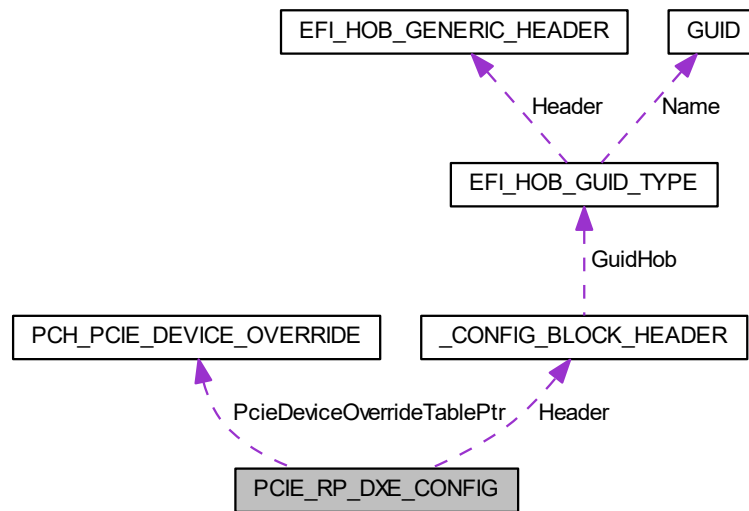 EFI_HOB_GENERIC_HEADER
GUID
Header
Name
EFI_HOB_GUID_TYPE
GuidHob
PCH_PCIE_DEVICE_OVERRIDE
_CONFIG_BLOCK_HEADER
PcieDeviceOverrideTablePtr
Header
PCIE_RP_DXE_CONFIG